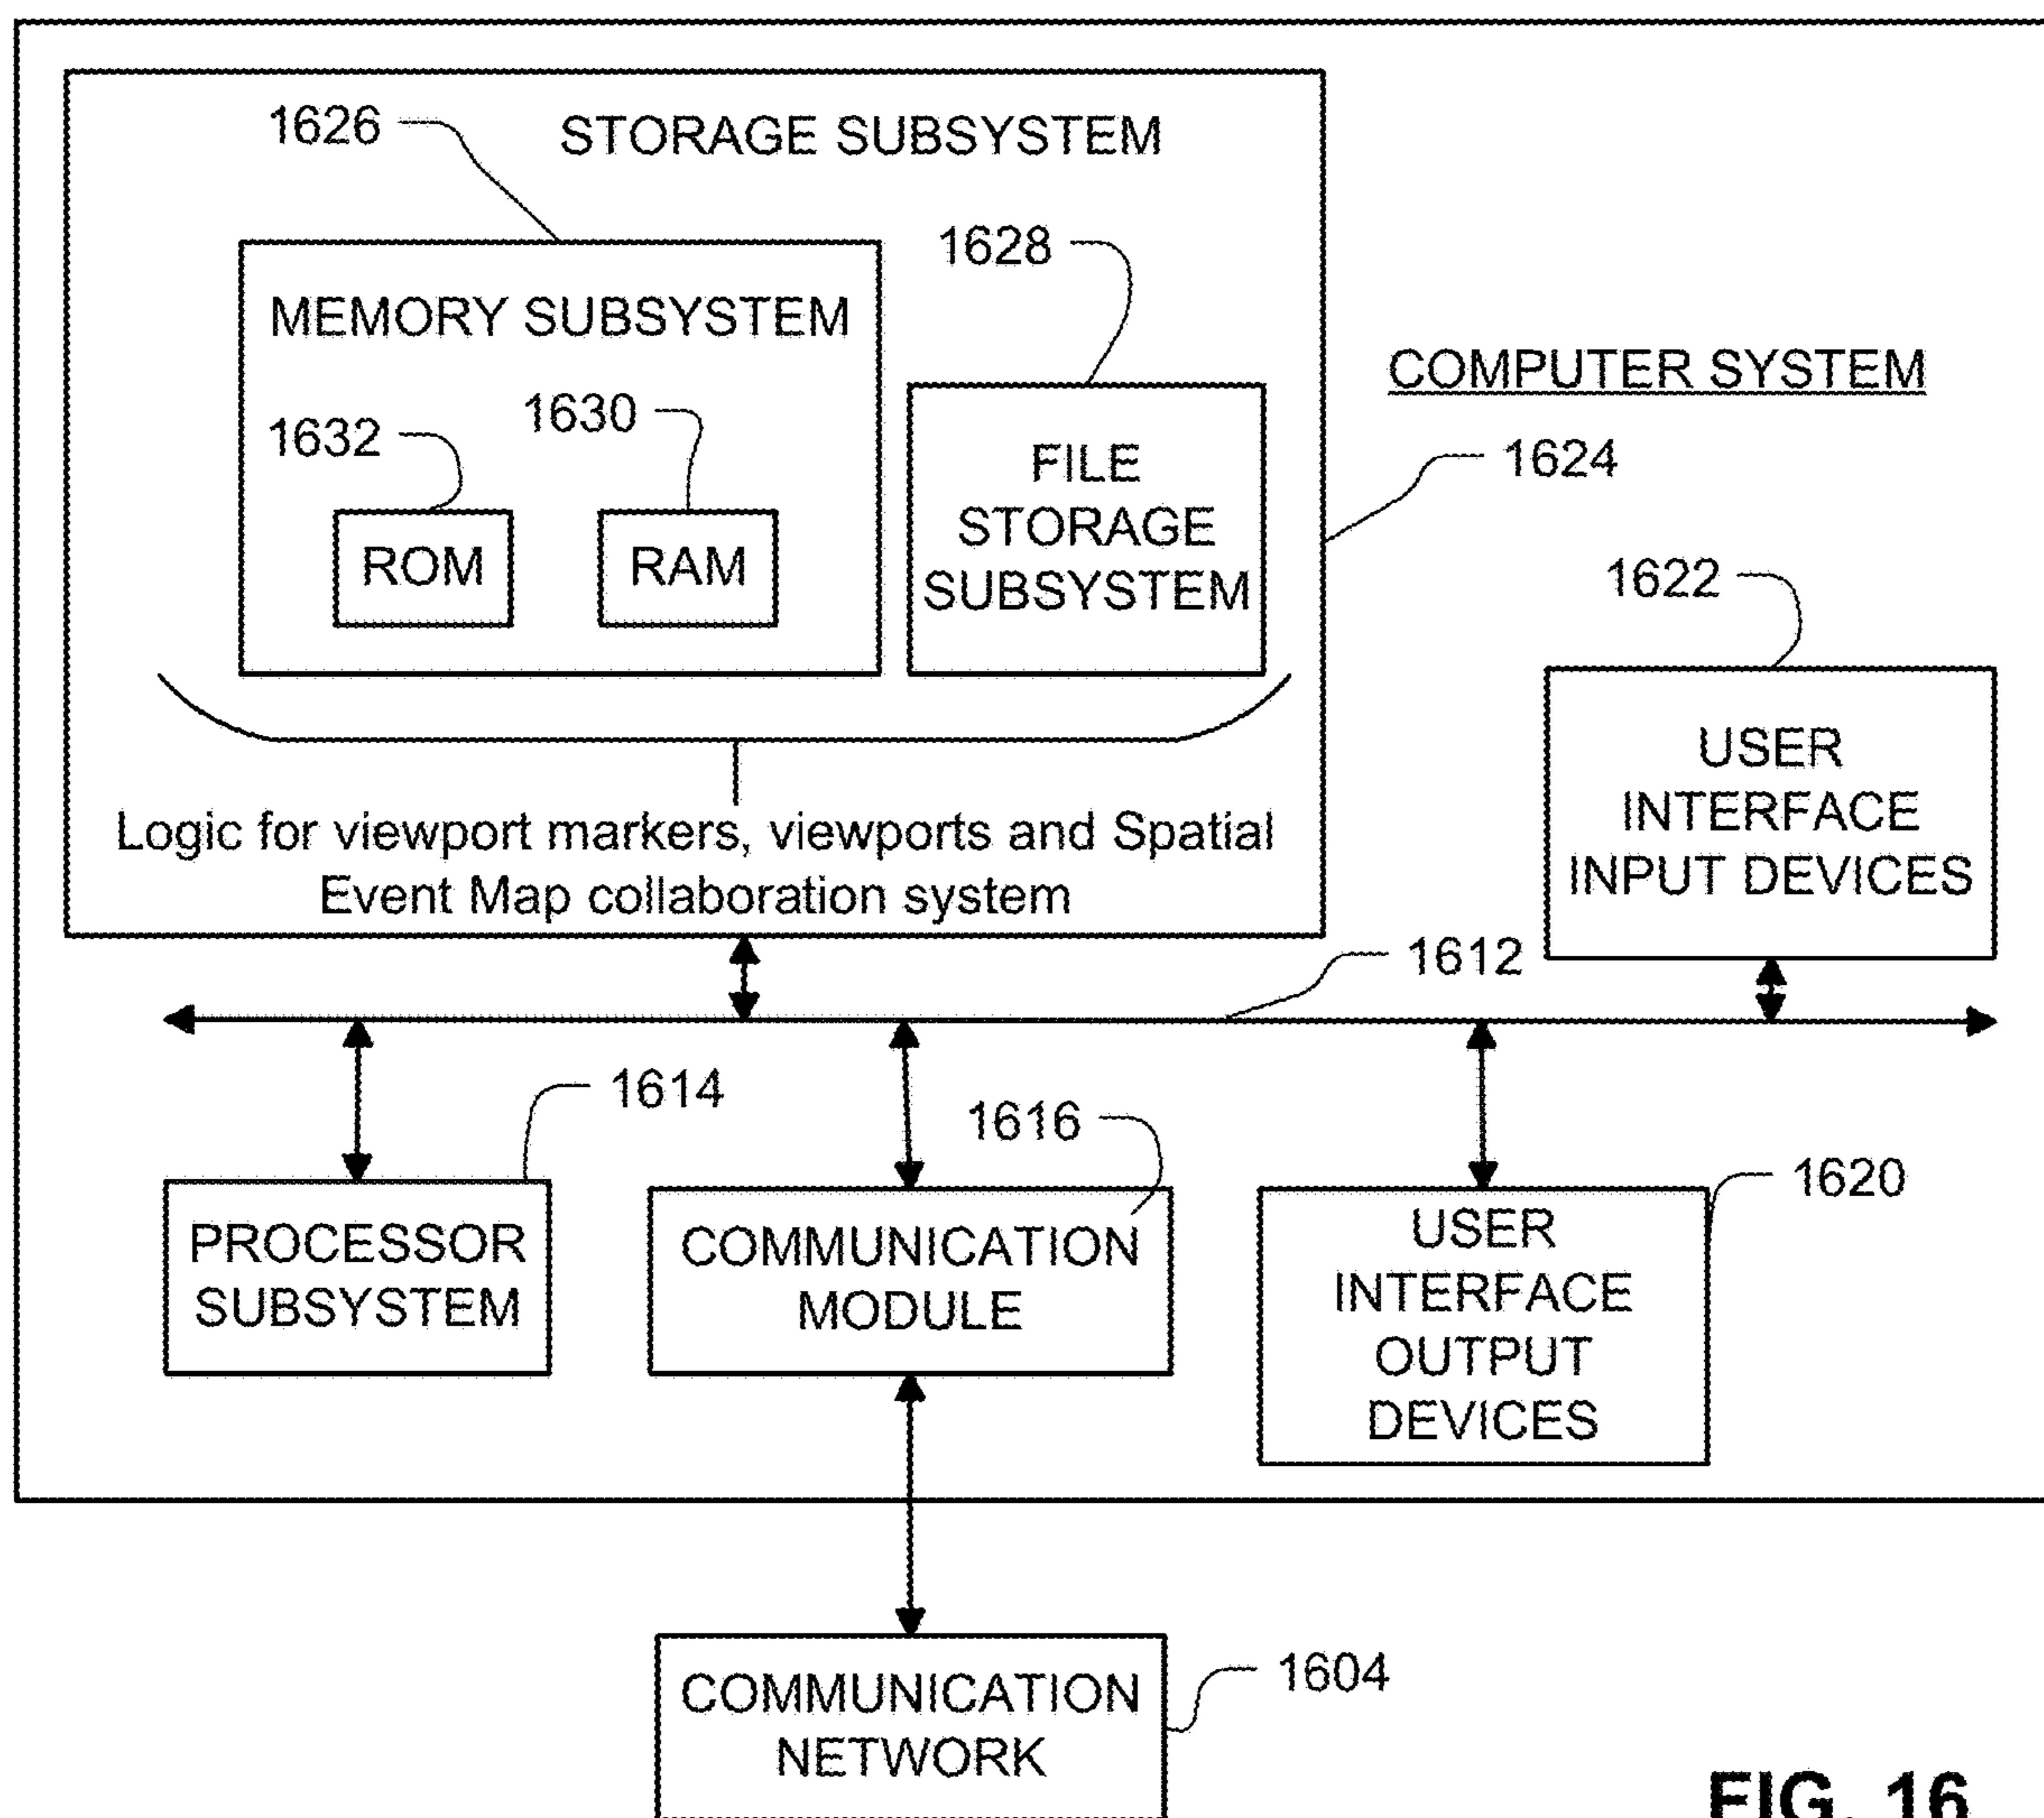 1626
STORAGE SUBSYSTEM
1628
MEMORY SUBSYSTEM
COMPUTER SYSTEM
1632
1630
1624
FILE
STORAGE
SUBSYSTEM
ROM
RAM
1622
USER
INTERFACE
INPUT DEVICES
Logic for viewport markers, viewports and Spatial
Event Map collaboration system
1612
1614
1616
1620
PROCESSOR
SUBSYSTEM
COMMUNICATION
MODULE
USER
INTERFACE
OUTPUT
DEVICES
1604
COMMUNICATION
NETWORK
FIG. 16